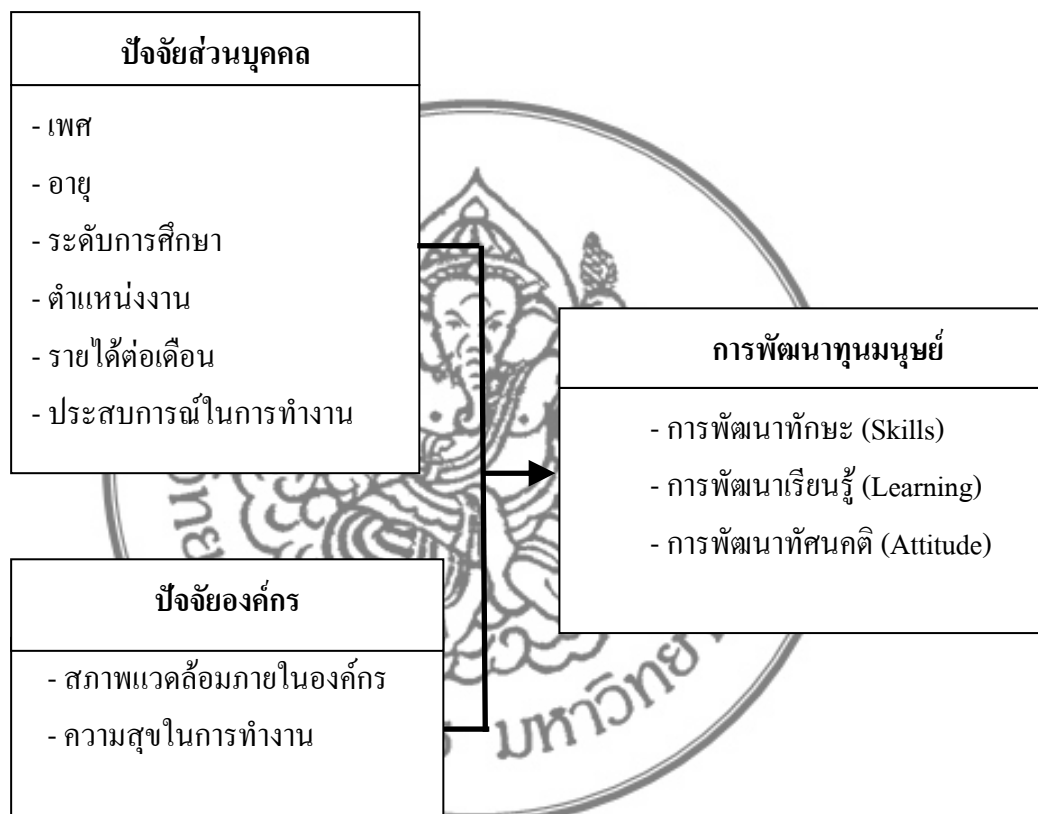 ปัจจัยส่วนบุคคล
- เพศ
- อายุ
- ระดับการศึกษา
- ตำแหน่งงาน
- รายได้ต่อเดือน
- ประสบการณ์ในการทำงาน
การพัฒนาทุนมนุษย์
- การพัฒนาทักษะ (Skills)
- การพัฒนาเรียนรู้ (Learning)
- การพัฒนาทัศนคติ (Attitude)
ปัจจัยองค์กร
- สภาพแวดล้อมภายในองค์กร
- ความสุขในการทำงาน
มหาวิทยา